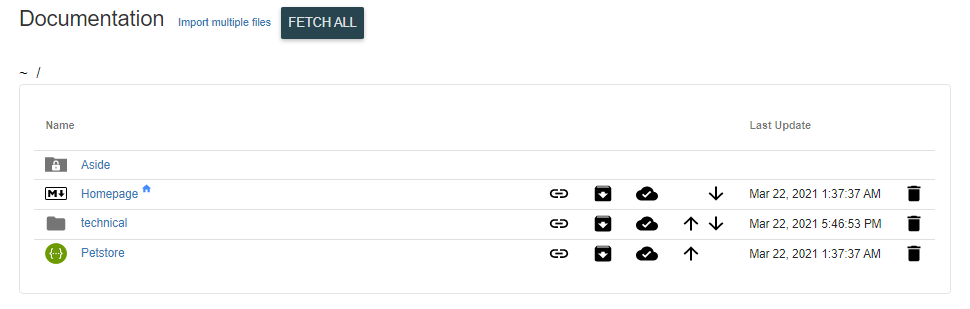 Documentation Import multiple files FETCH ALL
~ /
Name Last Update
Aside
M Homepage Mar 22, 2021 1:37:37 AM
technical Mar 22, 2021 5:46:53 PM
{··} Petstore Mar 22, 2021 1:37:37 AM